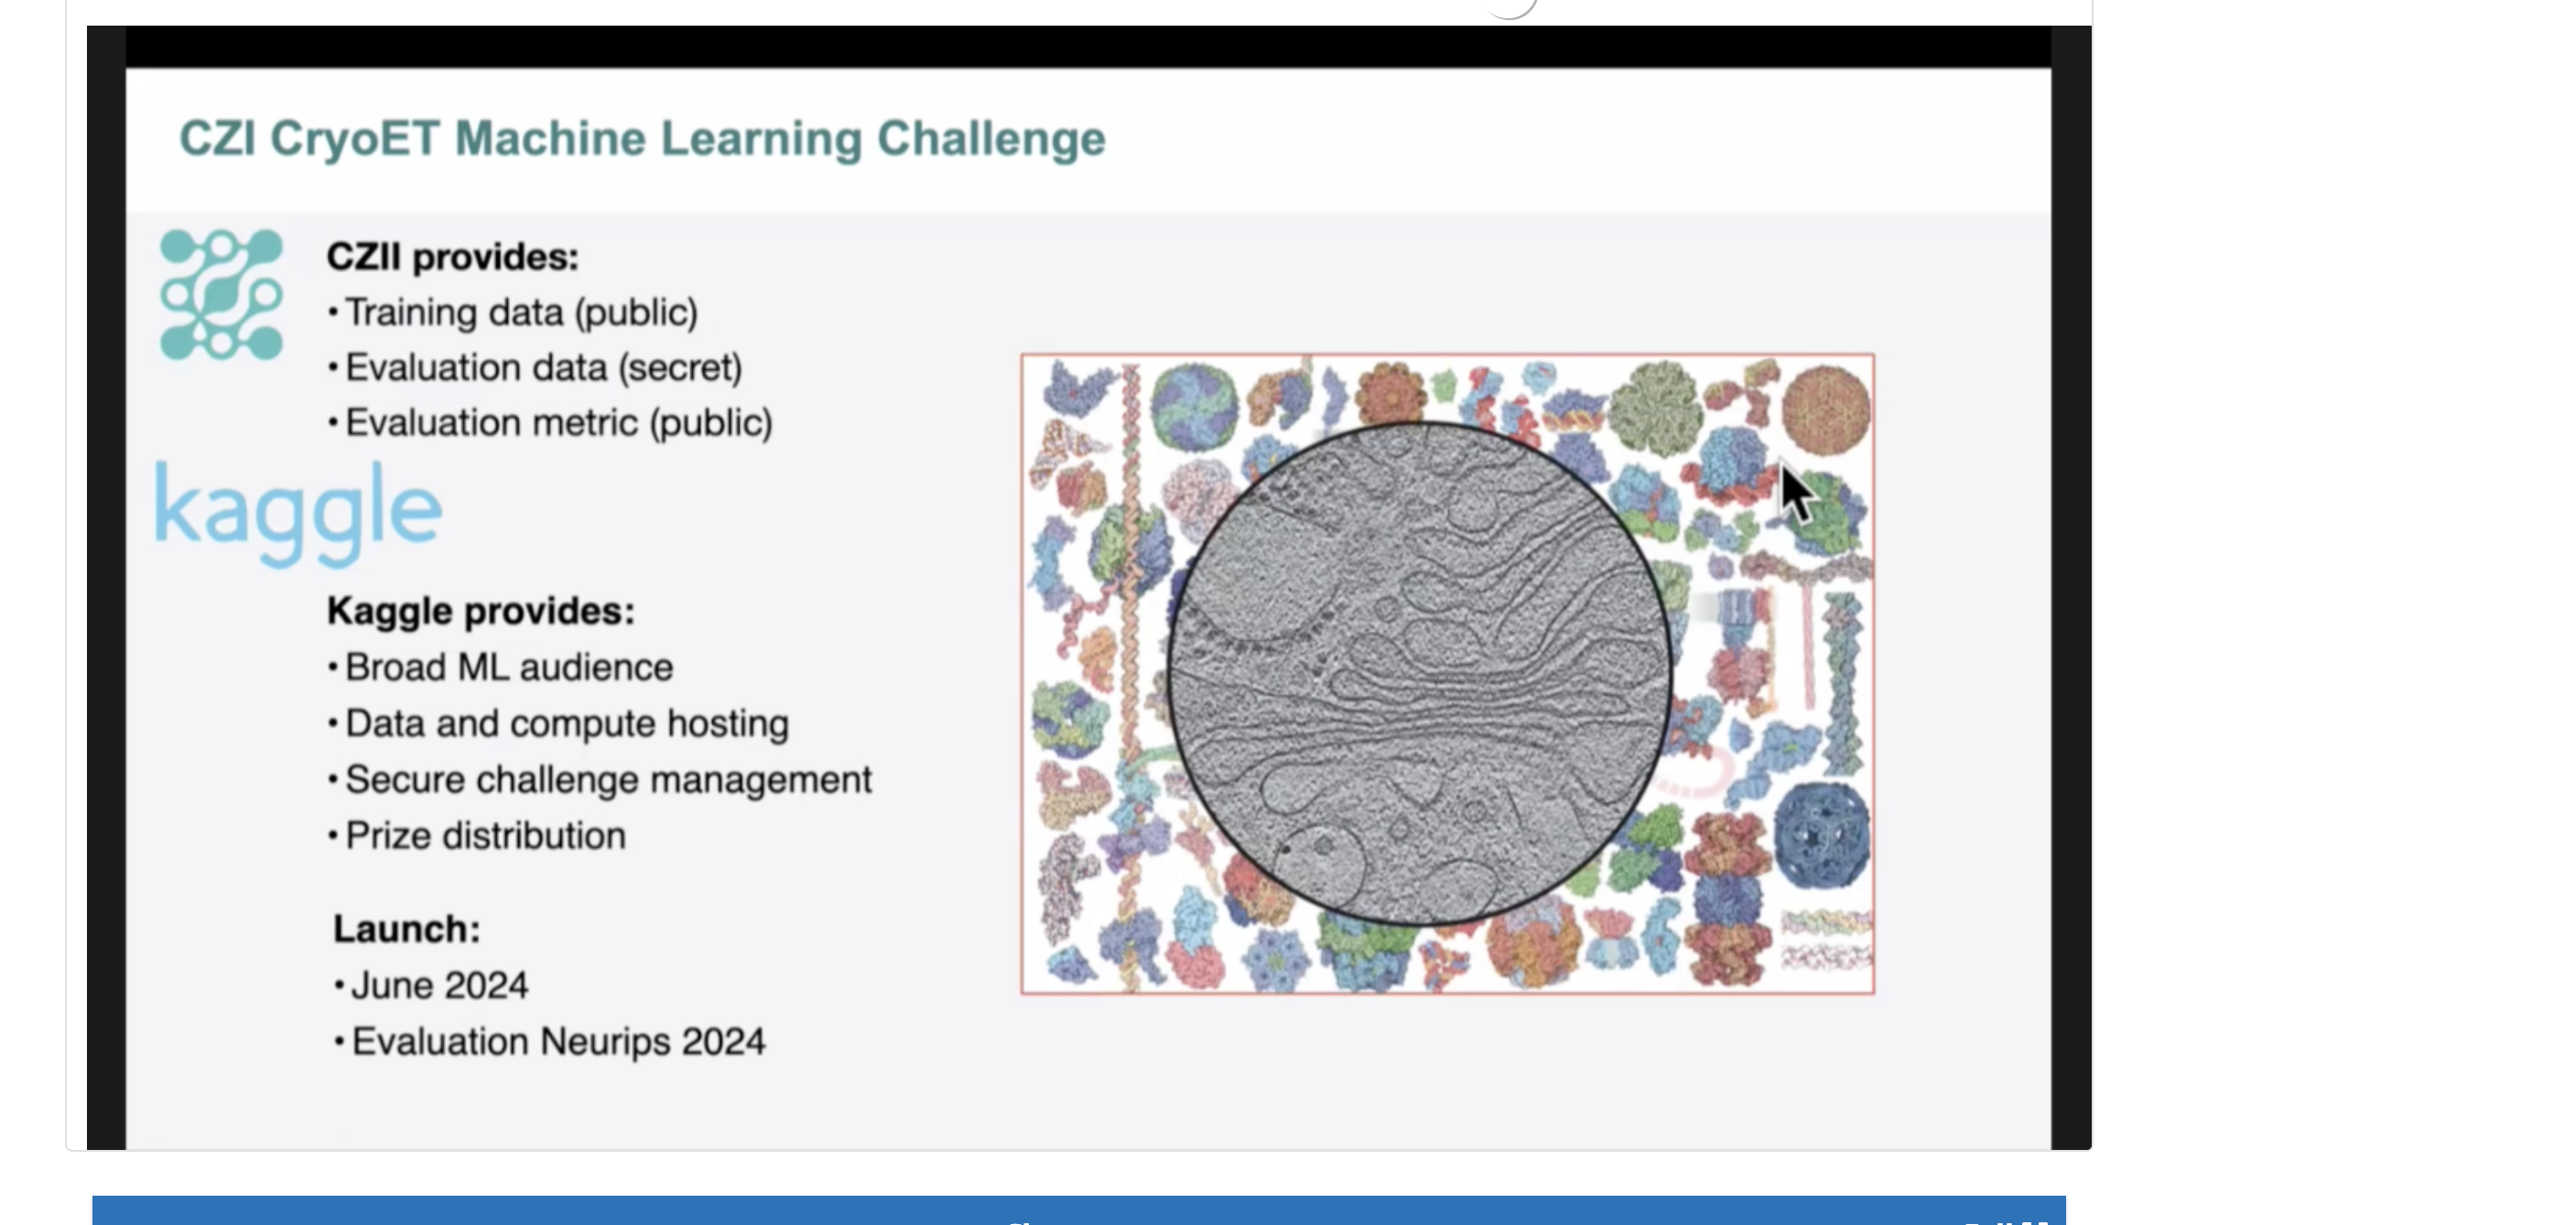 CZI CryoET Machine Learning Challenge
CZII provides:
• Training data (public)
• Evaluation data (secret)
• Evaluation metric (public)
kaggle
Kaggle provides:
• Broad ML audience
• Data and compute hosting
• Secure challenge management
• Prize distribution
Launch:
• June 2024
• Evaluation Neurips 2024